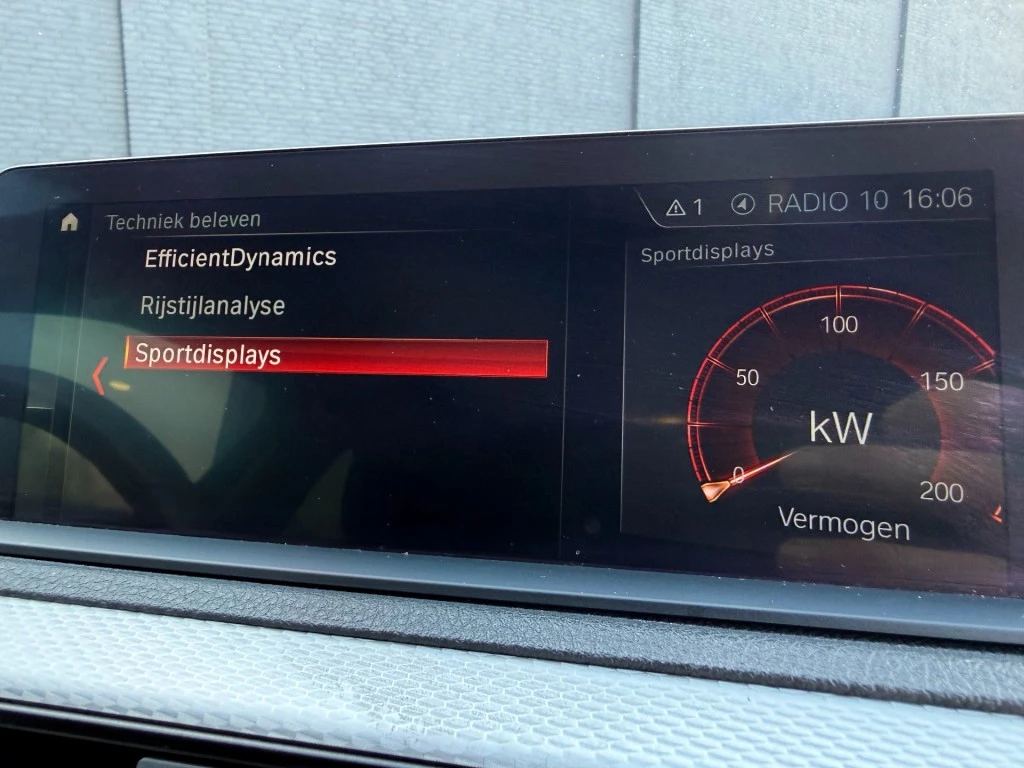 Techniek beleven
EfficientDynamics
Rijstijlanalyse
Sportdisplays
1 RADIO 10 16:06
Sportdisplays
100
50
150
kW
0
200
Vermogen